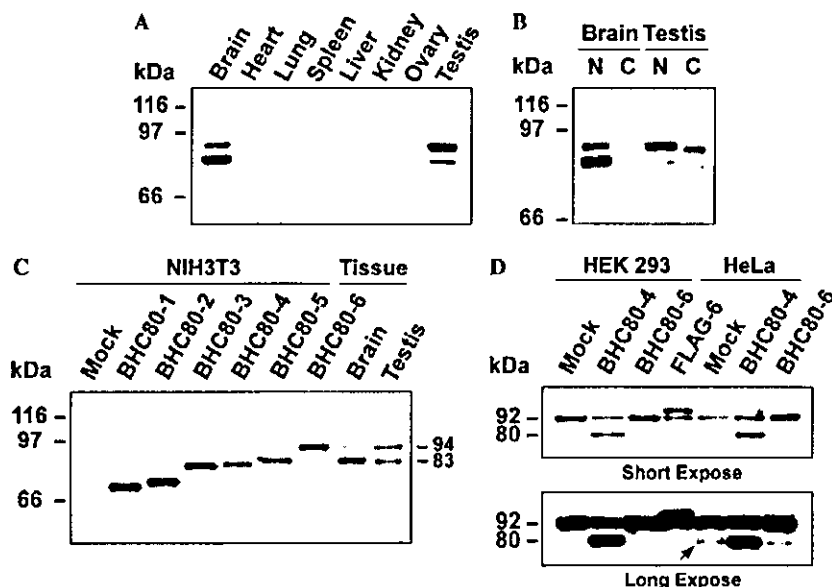 A
Brain
Heart
Lung
Spleen
Liver
Kidney
Ovary
Testis
kDa
116
97
66
B
Brain Testis
N C N C
kDa
116
97
66
C
NIH3T3 Tissue
Mock
BHC80-1
BHC80-2
BHC80-3
BHC80-4
BHC80-5
BHC80-6
Brain
Testis
kDa
116
97
66
94
83
D
HEK 293 HeLa
Mock
BHC80-4
BHC80-6
FLAG-6
Mock
BHC80-4
BHC80-6
kDa
92
80
Short Expose
92
80
Long Expose